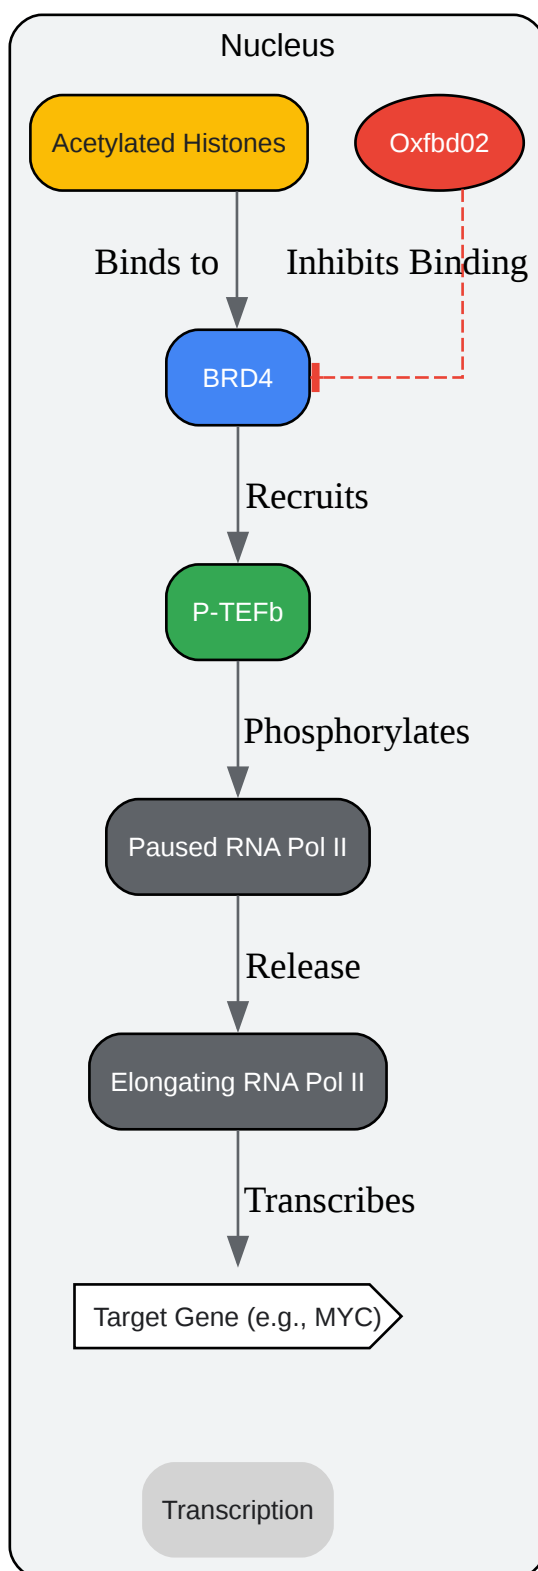 Nucleus
Acetylated Histones
Oxfbd02
Binds to
Inhibits Binding
BRD4
Recruits
P-TEFb
Phosphorylates
Paused RNA Pol II
Release
Elongating RNA Pol II
Transcribes
Target Gene (e.g., MYC)
Transcription